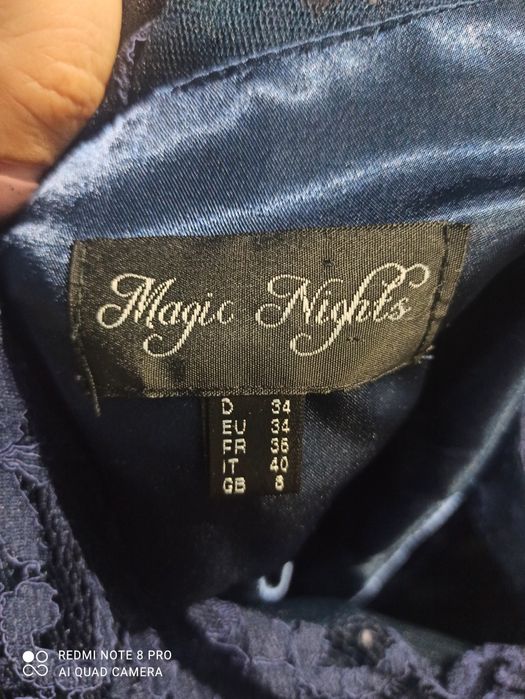 Magic Nights
D 34
EU 34
FR 36
IT 40
GB 8
REDMI NOTE 8 PRO
AI QUAD CAMERA